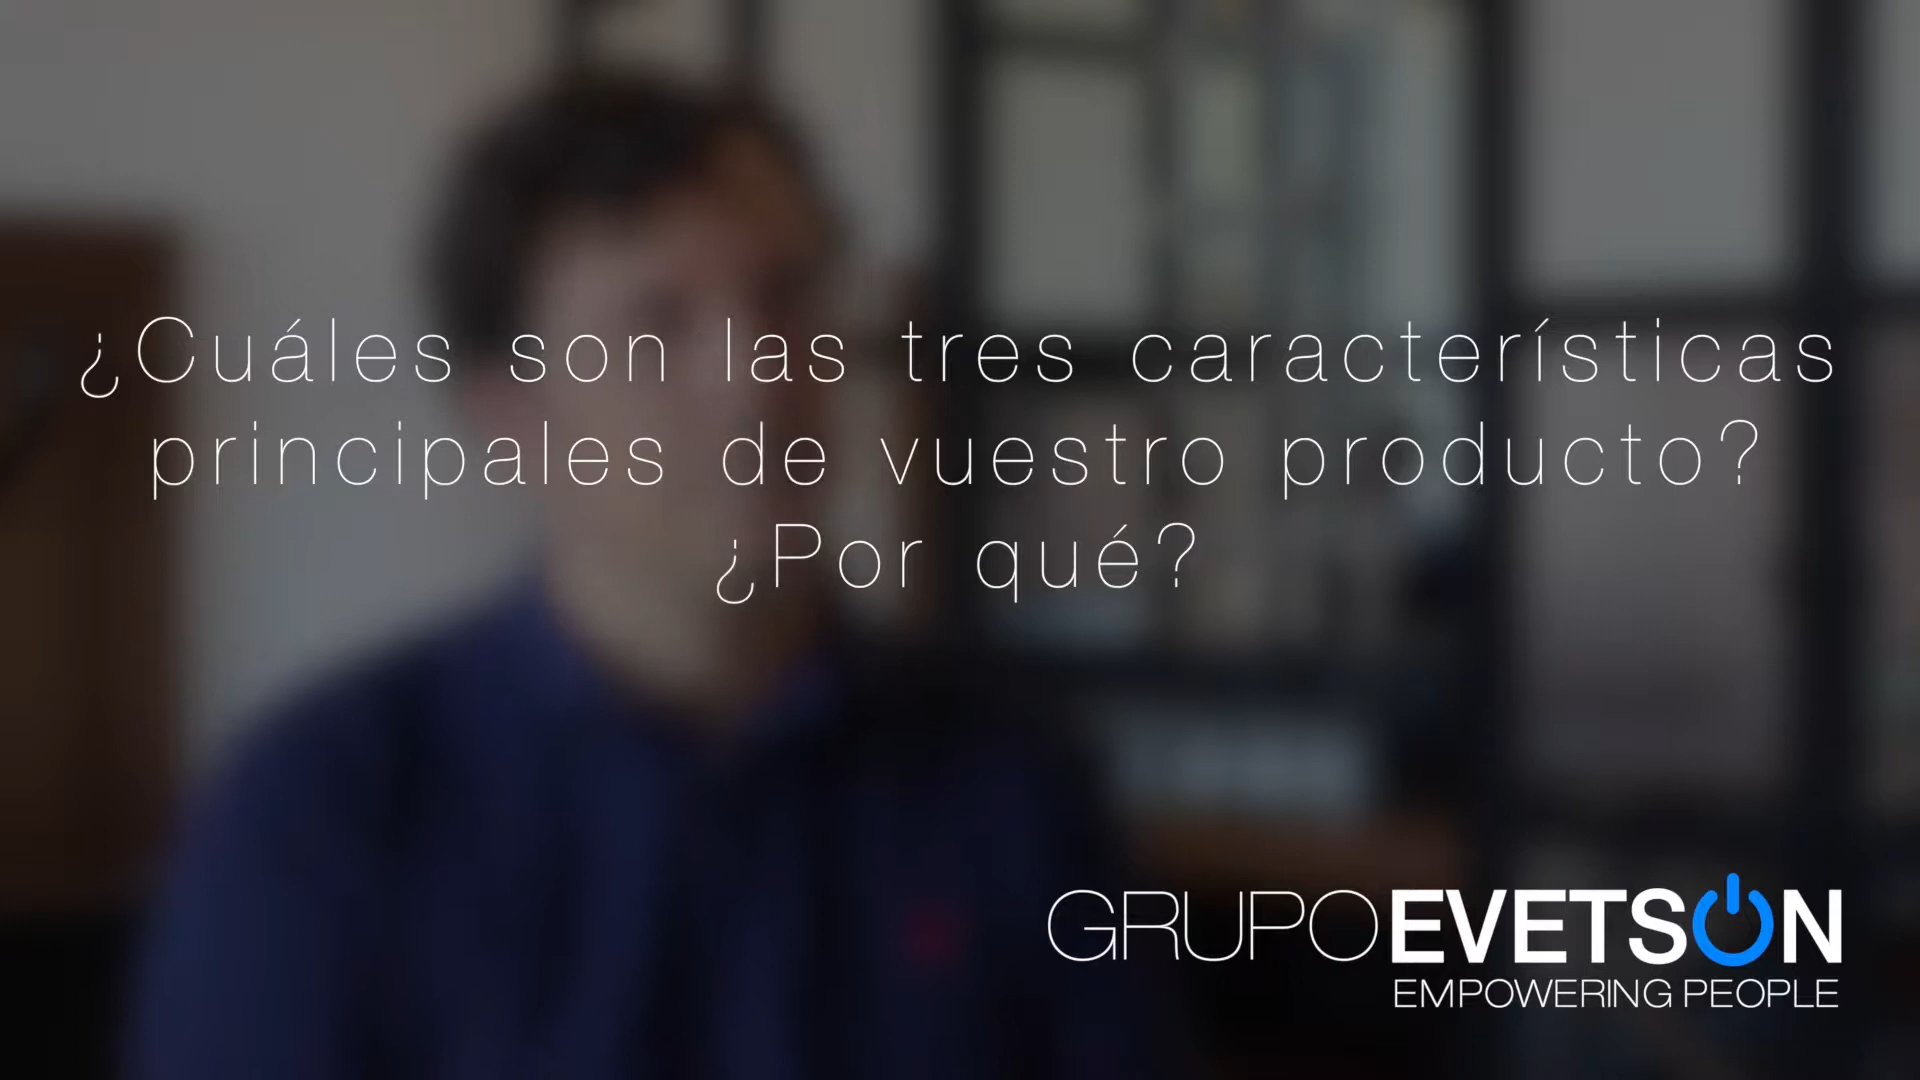 ¿Cuáles son las tres características
principales de vuestro producto?
¿Por qué?
GRUPOEVETSON
EMPOWERING PEOPLE